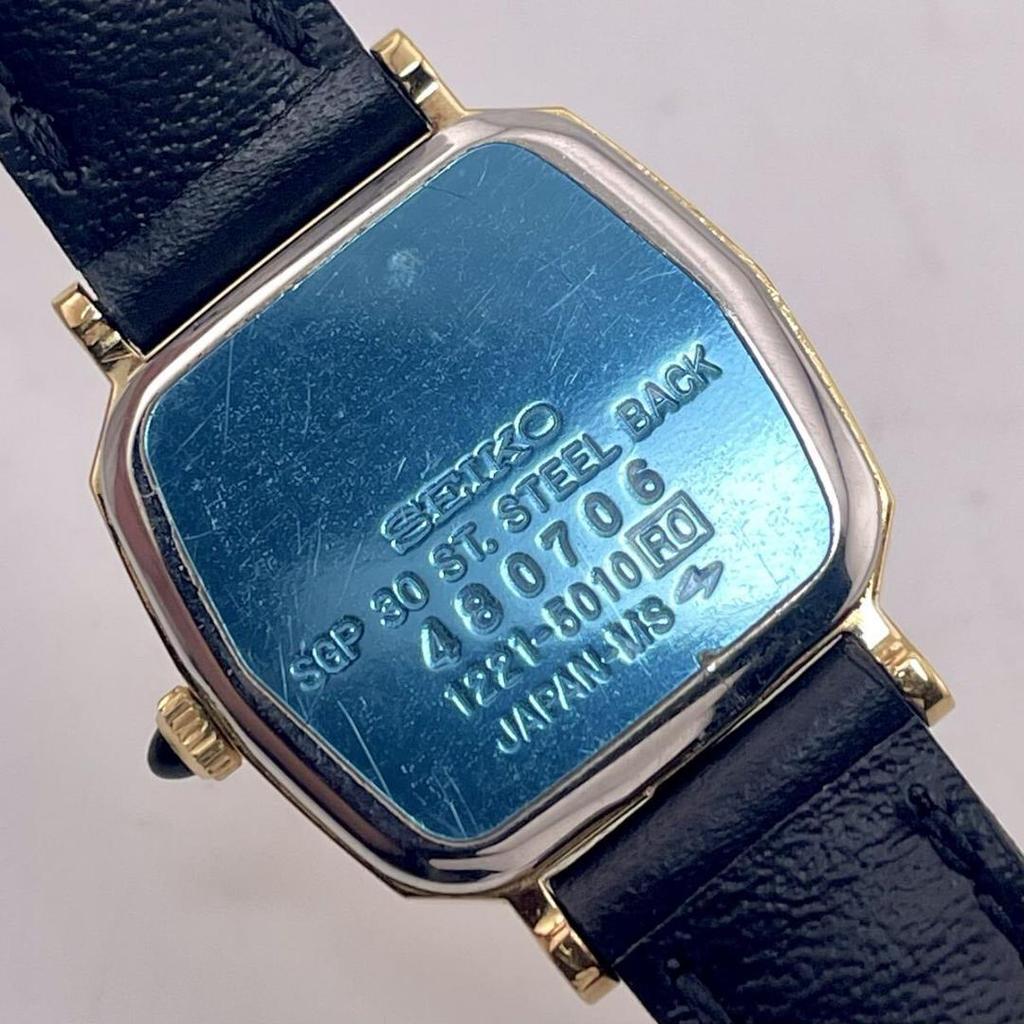 SEIKO
SGP 30 ST. STEEL BACK
480706
1221-5010 RO
JAPAN-MS